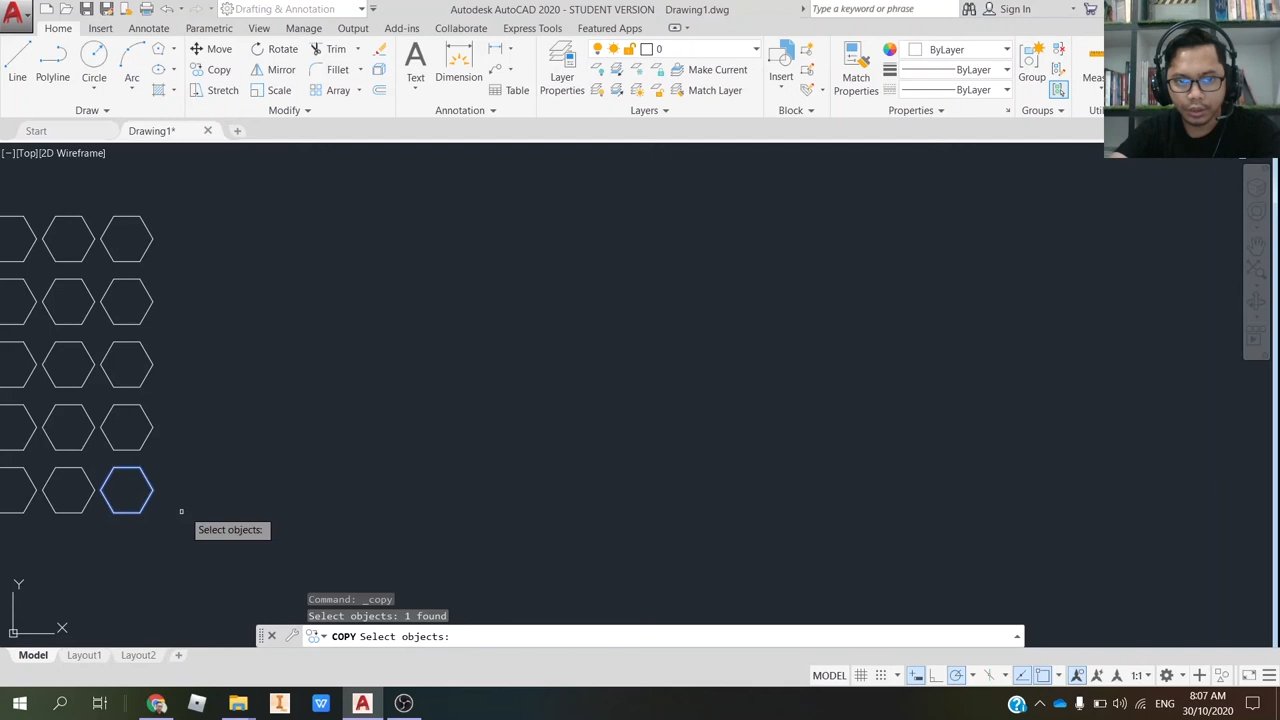 Drafting & Annotation
Autodesk AutoCAD 2020 - STUDENT VERSION Drawing1.dwg
Type a keyword or phrase
Sign In
Home Insert Annotate Parametric View Manage Output Add-ins Collaborate Express Tools Featured Apps
Line Polyline Circle Arc
Move Rotate Trim
Copy Mirror Fillet
Stretch Scale Array
Text Dimension Table
Layer Properties
0
Make Current
Match Layer
Insert
Match Properties
ByLayer
ByLayer
ByLayer
Group
Draw Modify Annotation Layers Block Properties Groups
Start Drawing1*
[−][Top][2D Wireframe]
Select objects:
Y
X
Command: _copy
Select objects: 1 found
COPY Select objects:
Model Layout1 Layout2
MODEL 1:1
ENG
8:07 AM
30/10/2020